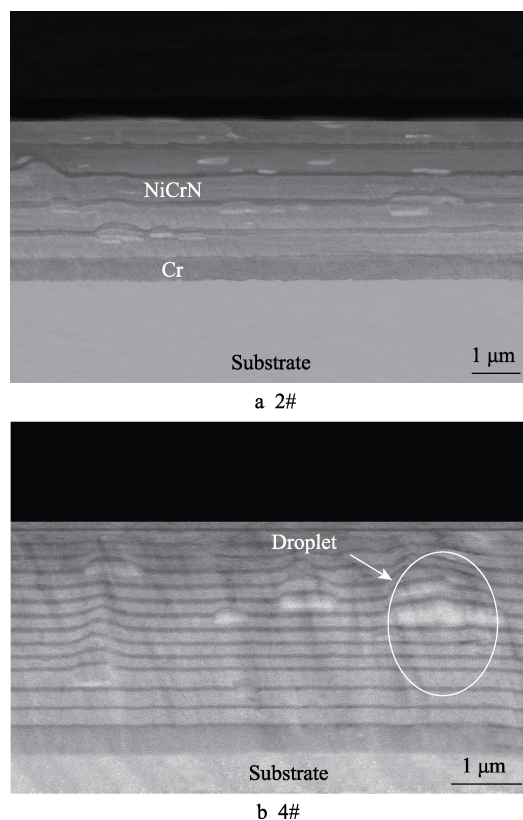 NiCrN
Cr
Substrate
1 μm
a 2#
Droplet
Substrate
1 μm
b 4#